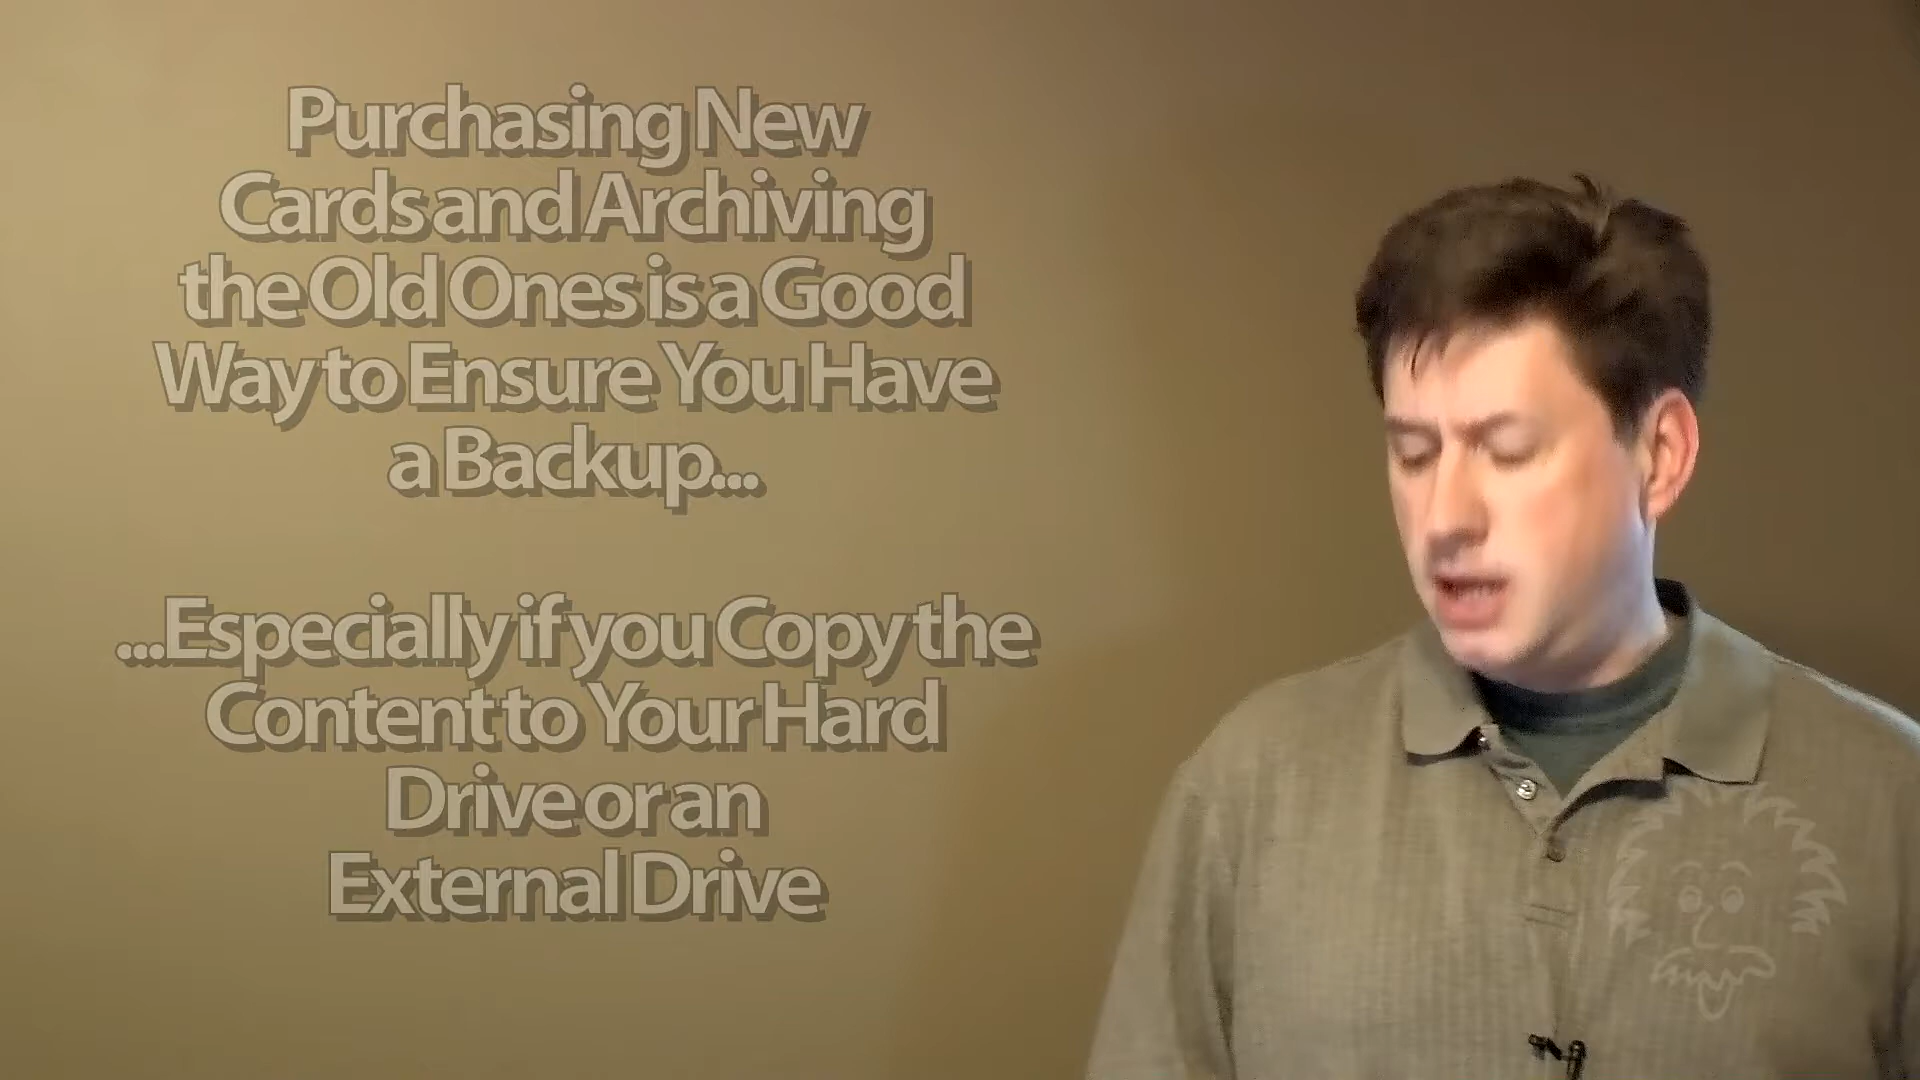 Purchasing New
Cards and Archiving
the Old Ones is a Good
Way to Ensure You Have
a Backup...
...Especially if you Copy the
Content to Your Hard
Drive or an
External Drive